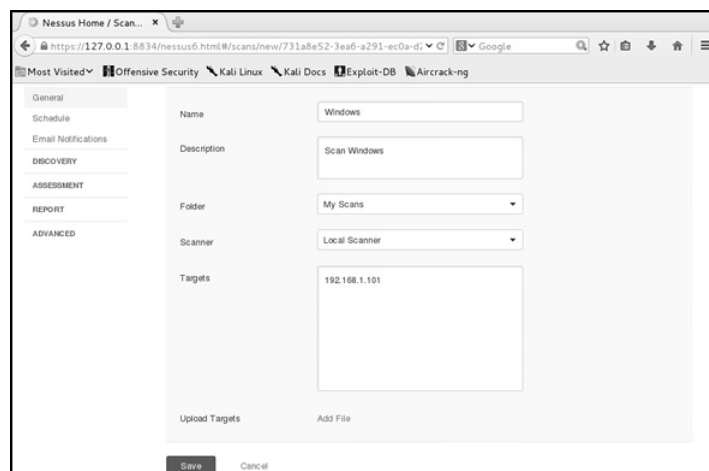 Nessus Home / Scan...
https://127.0.0.1:8834/nessus6.html#/scans/new/731a8e52-3ea6-a291-ec0a-d2
Google
Most Visited
Offensive Security
Kali Linux
Kali Docs
Exploit-DB
Aircrack-ng
General
Schedule
Email Notifications
DISCOVERY
ASSESSMENT
REPORT
ADVANCED
Name
Windows
Description
Scan Windows
Folder
My Scans
Scanner
Local Scanner
Targets
192.168.1.101
Upload Targets
Add File
Save
Cancel